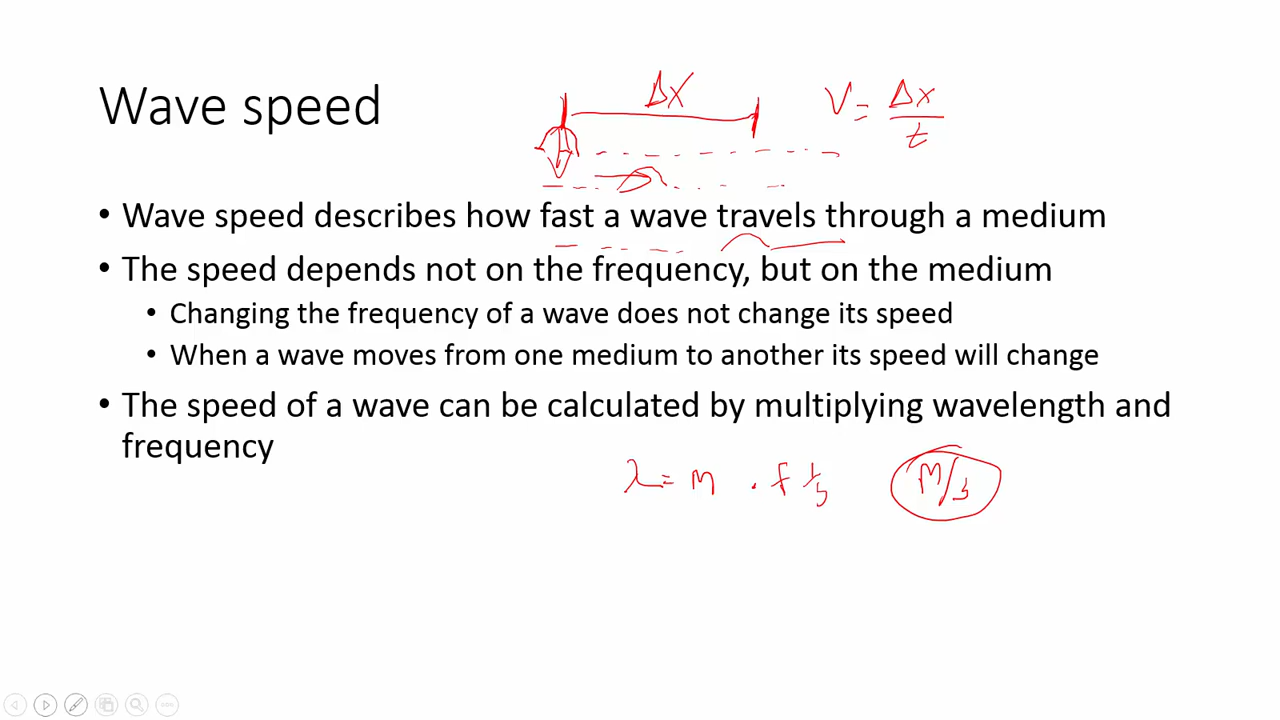 Wave speed
Δx
V = Δx / t
• Wave speed describes how fast a wave travels through a medium
• The speed depends not on the frequency, but on the medium
• Changing the frequency of a wave does not change its speed
• When a wave moves from one medium to another its speed will change
• The speed of a wave can be calculated by multiplying wavelength and
frequency
λ = m · f 1/s M/s